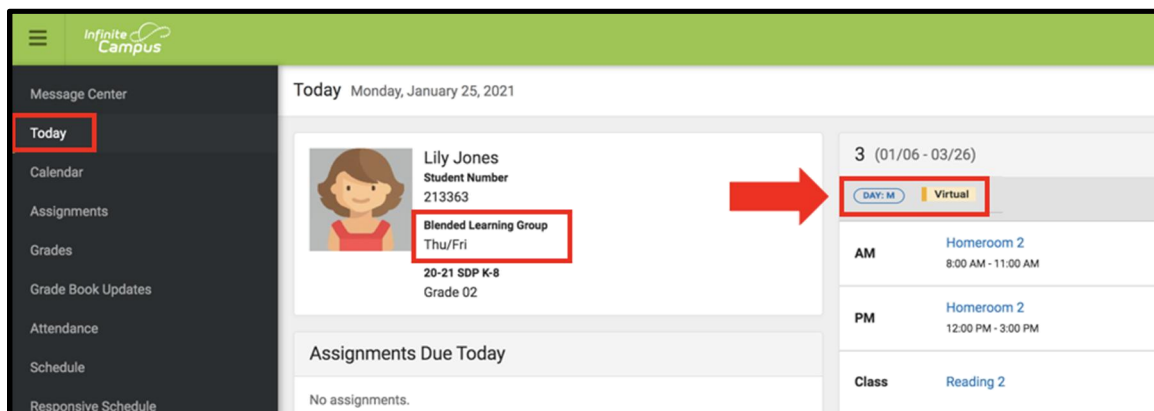 Infinite
Campus
Message Center
Today
Calendar
Assignments
Grades
Grade Book Updates
Attendance
Schedule
Responsive Schedule
Today Monday, January 25, 2021
Lily Jones
Student Number
213363
Blended Learning Group
Thu/Fri
20-21 SDP K-8
Grade 02
Assignments Due Today
No assignments.
3 (01/06 - 03/26)
DAY: M Virtual
AM Homeroom 2
8:00 AM - 11:00 AM
PM Homeroom 2
12:00 PM - 3:00 PM
Class Reading 2